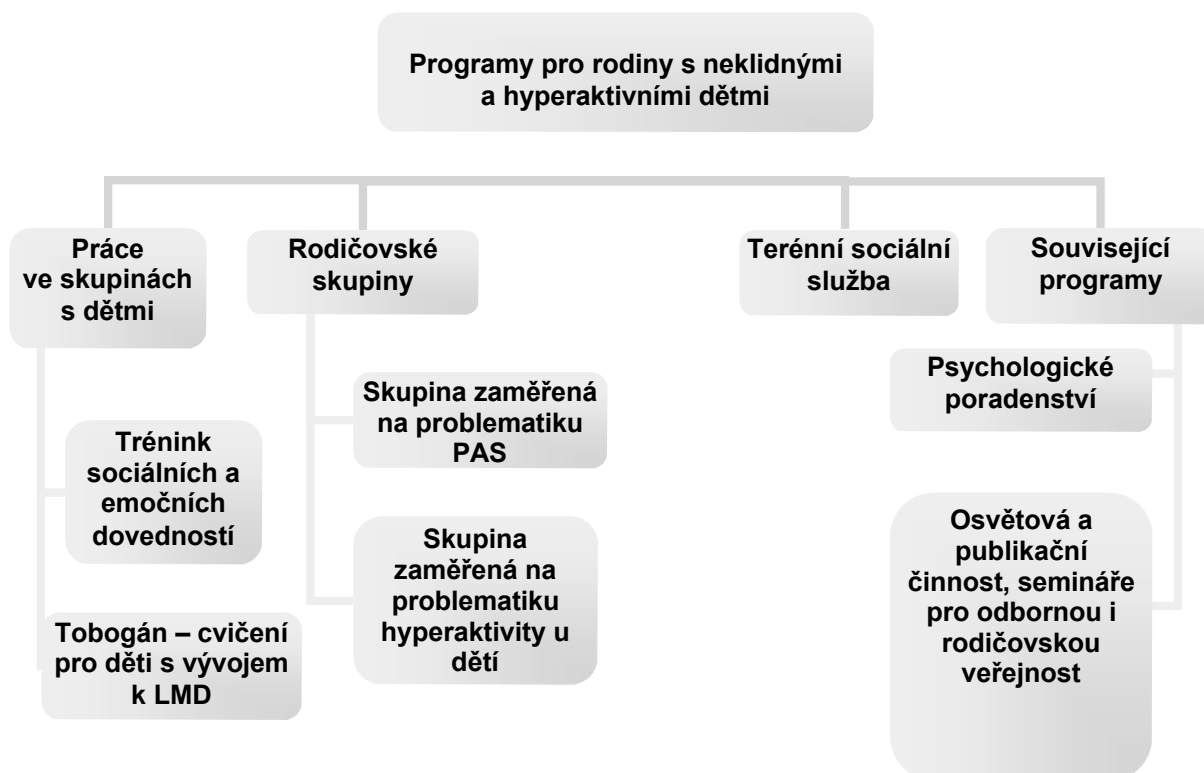 Programy pro rodiny s neklidnými
a hyperaktivními dětmi
Práce
ve skupinách
s dětmi
Rodičovské
skupiny
Terénní sociální
služba
Související
programy
Trénink
sociálních a
emočních
dovedností
Tobogán – cvičení
pro děti s vývojem
k LMD
Skupina zaměřená
na problematiku
PAS
Skupina
zaměřená na
problematiku
hyperaktivity u
dětí
Psychologické
poradenství
Osvětová a
publikační
činnost, semináře
pro odbornou i
rodičovskou
veřejnost